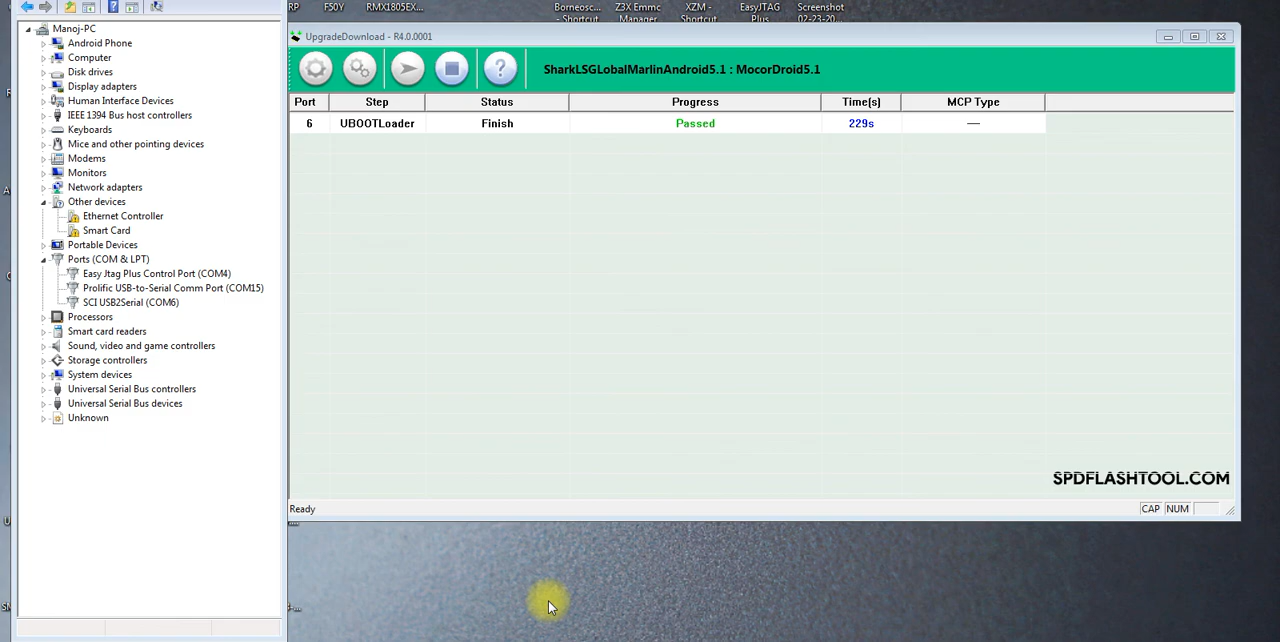 RP
F50Y
RMX1805EX...
Borneosc...
- Shortcut
Z3X Emmc
Manager
XZM -
Shortcut
EasyJTAG
Plus
Screenshot
02-23-20...
Manoj-PC
Android Phone
Computer
Disk drives
Display adapters
Human Interface Devices
IEEE 1394 Bus host controllers
Keyboards
Mice and other pointing devices
Modems
Monitors
Network adapters
Other devices
Ethernet Controller
Smart Card
Portable Devices
Ports (COM & LPT)
Easy Jtag Plus Control Port (COM4)
Prolific USB-to-Serial Comm Port (COM15)
SCI USB2Serial (COM6)
Processors
Smart card readers
Sound, video and game controllers
Storage controllers
System devices
Universal Serial Bus controllers
Universal Serial Bus devices
Unknown
UpgradeDownload - R4.0.0001
SharkLSGLobalMarlinAndroid5.1 : MocorDroid5.1
Port Step Status Progress Time(s) MCP Type
6 UBOOTLoader Finish Passed 229s —
SPDFLASHTOOL.COM
Ready CAP NUM